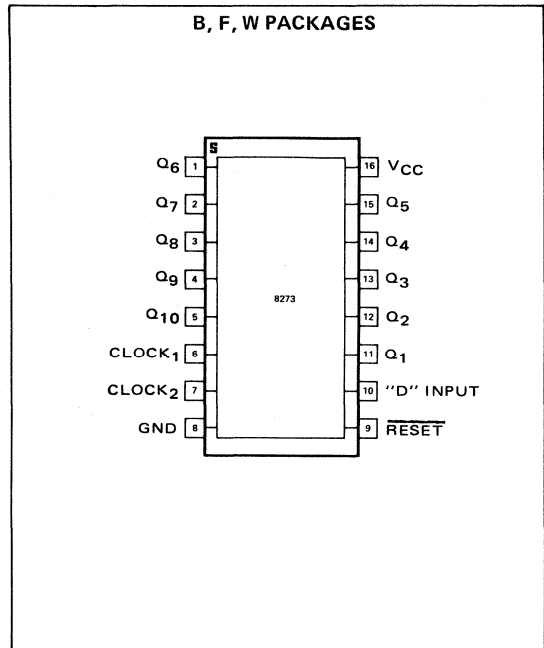 B, F, W PACKAGES
S
Q6 1
Q7 2
Q8 3
Q9 4
Q10 5
CLOCK1 6
CLOCK2 7
GND 8
8273
16 VCC
15 Q5
14 Q4
13 Q3
12 Q2
11 Q1
10 "D" INPUT
9 RESET